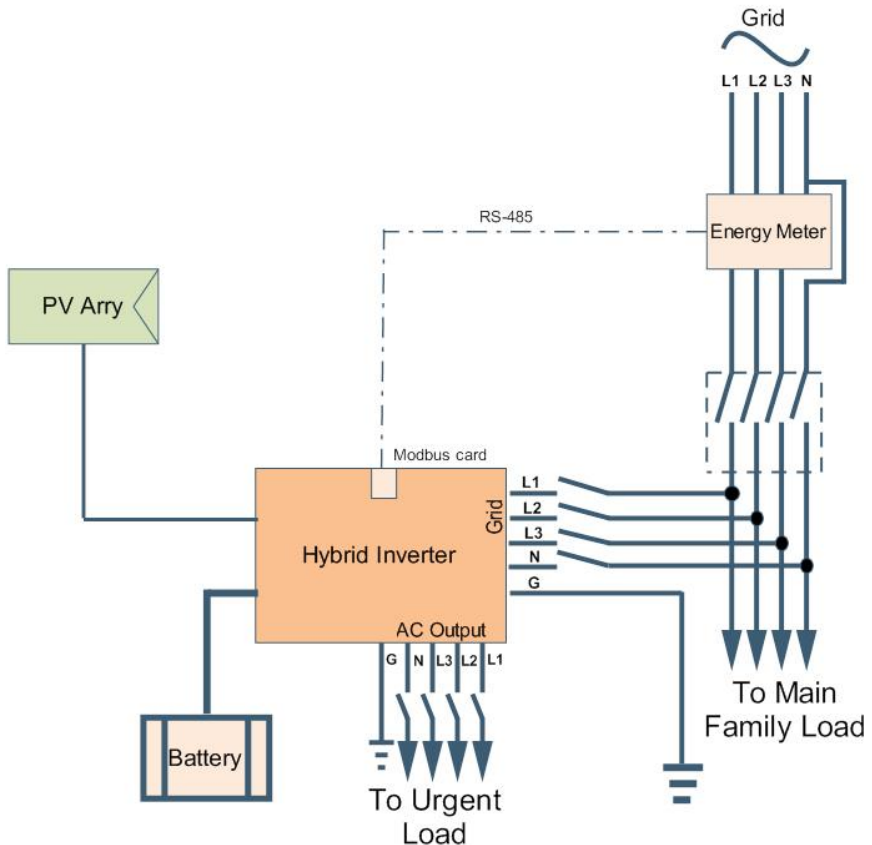 Grid
L1 L2 L3 N
RS-485
Energy Meter
PV Arry
Modbus card
L1
L2
L3
N
G
Grid
Hybrid Inverter
AC Output
G N L3 L2 L1
Battery
To Urgent
Load
To Main
Family Load